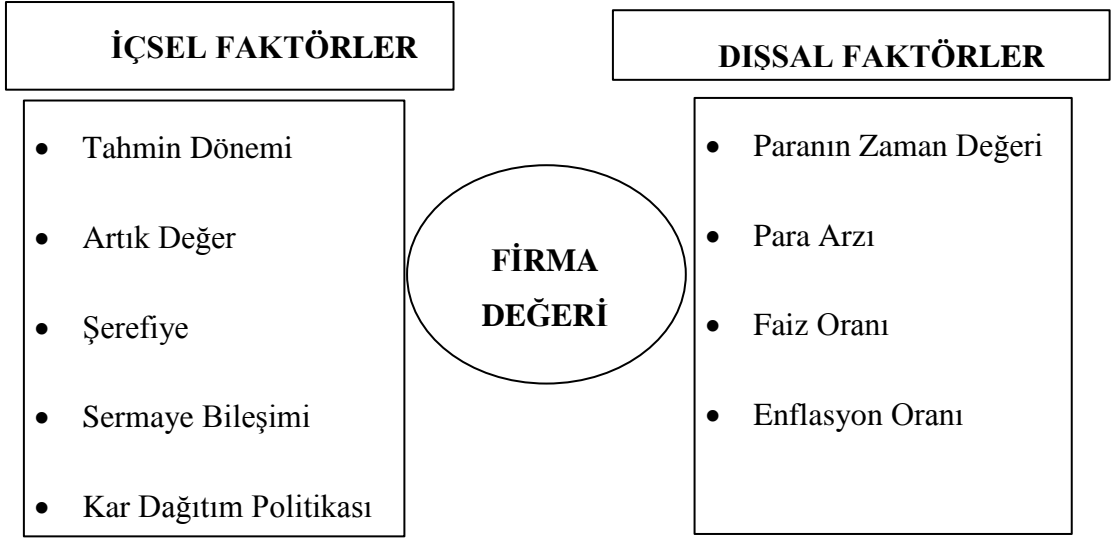 İÇSEL FAKTÖRLER
• Tahmin Dönemi
• Artık Değer
• Şerefiye
• Sermaye Bileşimi
• Kar Dağıtım Politikası
FİRMA
DEĞERİ
DIŞSAL FAKTÖRLER
• Paranın Zaman Değeri
• Para Arzı
• Faiz Oranı
• Enflasyon Oranı